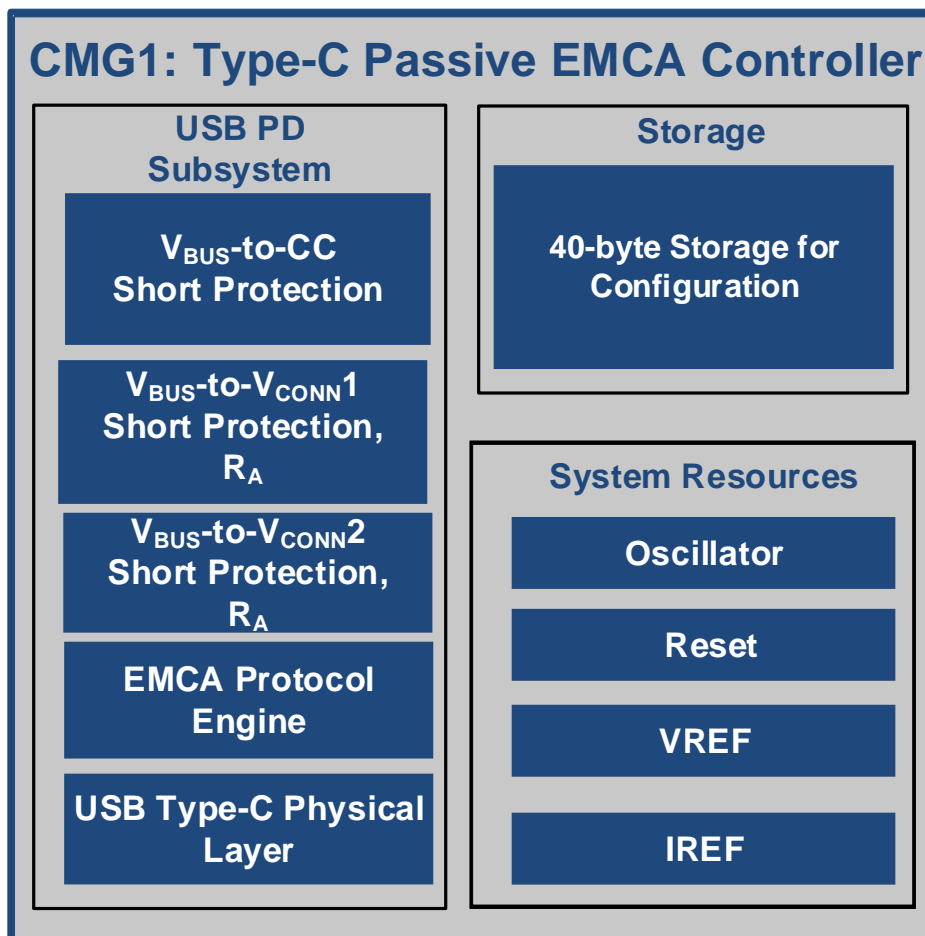 CMG1: Type-C Passive EMCA Controller
USB PD
Subsystem
VBUS-to-CC
Short Protection
VBUS-to-VCONN1
Short Protection,
RA
VBUS-to-VCONN2
Short Protection,
RA
EMCA Protocol
Engine
USB Type-C Physical
Layer
Storage
40-byte Storage for
Configuration
System Resources
Oscillator
Reset
VREF
IREF